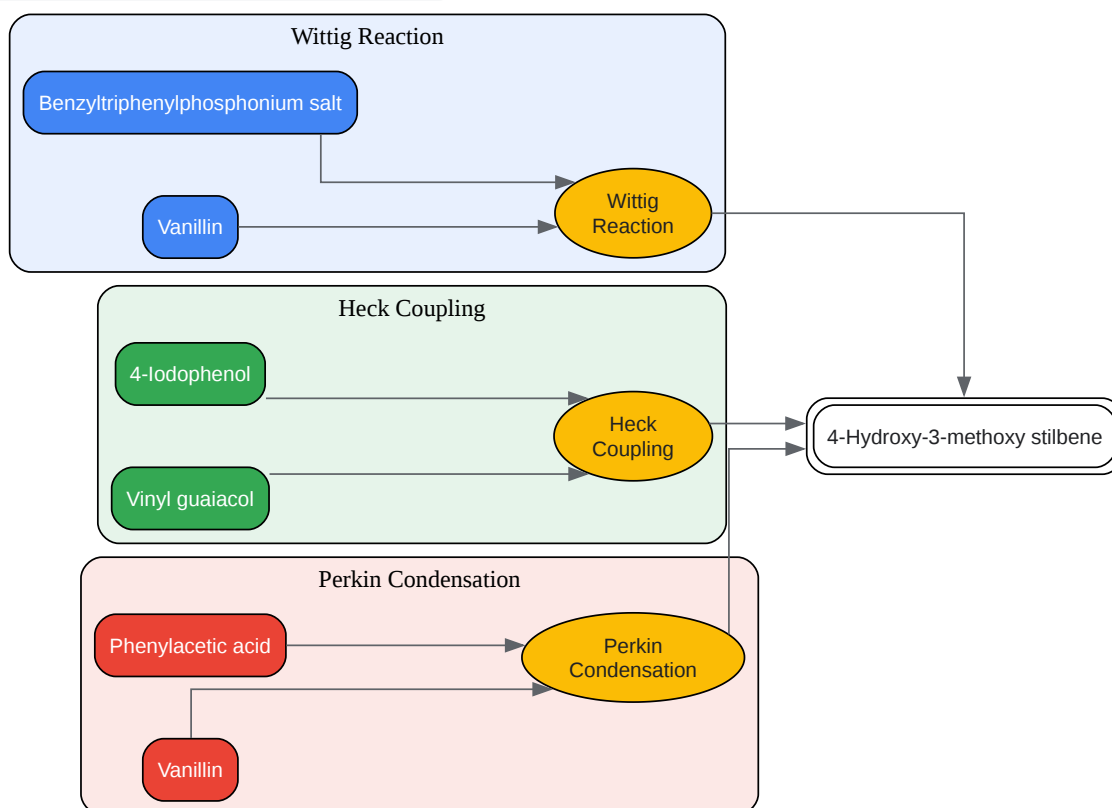 Wittig Reaction
Benzyltriphenylphosphonium salt
Vanillin
Wittig
Reaction
Heck Coupling
4-Iodophenol
Vinyl guaiacol
Heck
Coupling
4-Hydroxy-3-methoxy stilbene
Perkin Condensation
Phenylacetic acid
Vanillin
Perkin
Condensation